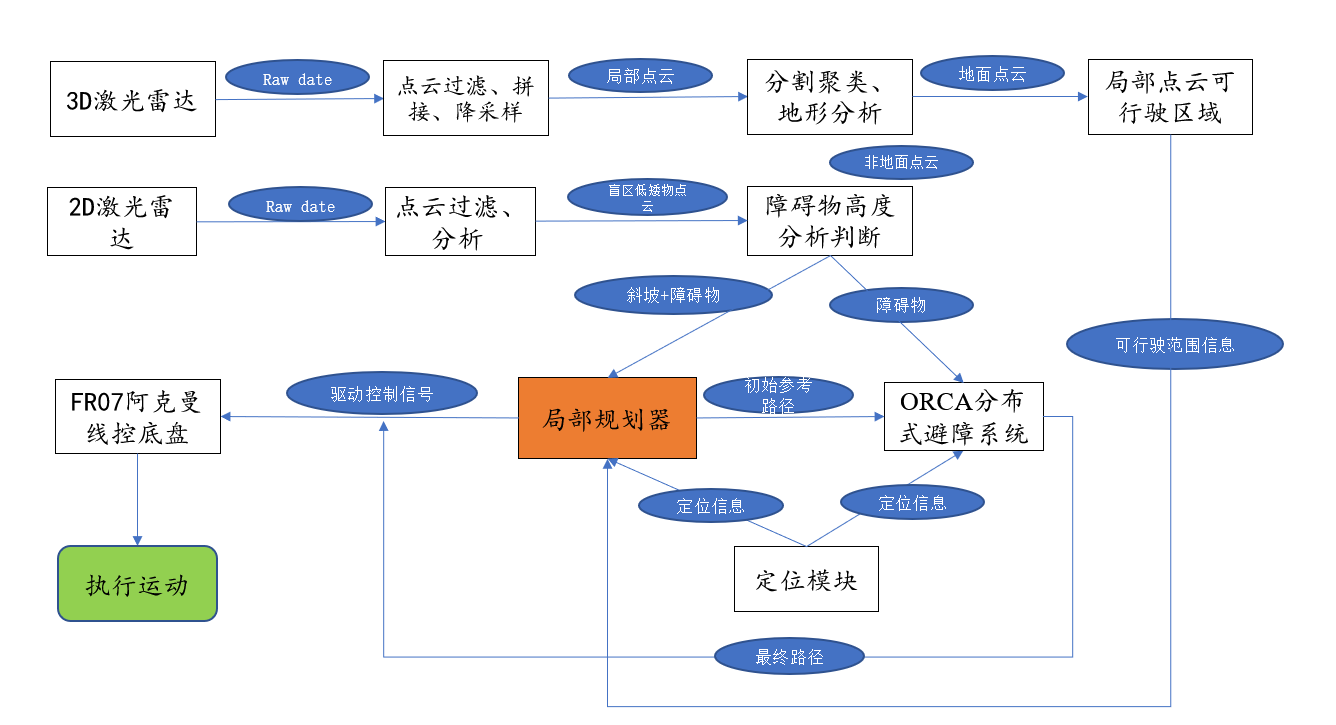 3D激光雷达
Raw date
点云过滤、拼
接、降采样
局部点云
分割聚类、
地形分析
地面点云
局部点云可
行驶区域
非地面点云
2D激光雷
达
Raw date
点云过滤、
分析
盲区低矮物点
云
障碍物高度
分析判断
斜坡+障碍物
障碍物
可行驶范围信息
FR07阿克曼
线控底盘
驱动控制信号
局部规划器
初始参考
路径
ORCA分布
式避障系统
定位信息
定位信息
定位模块
执行运动
最终路径